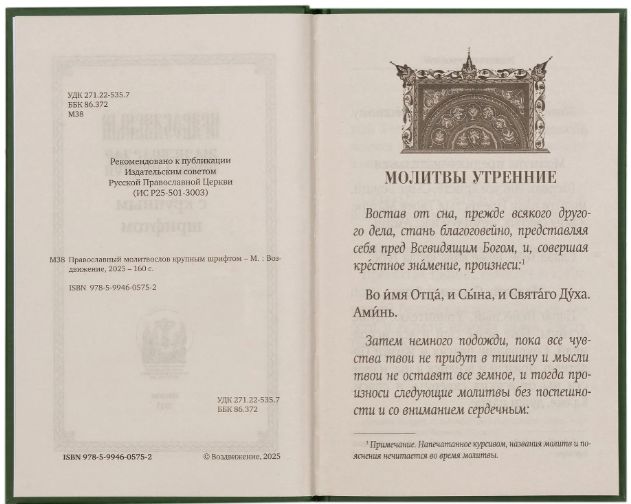 УДК 271.22-535.7
ББК 86.372
М38
Рекомендовано к публикации
Издательским советом
Русской Православной Церкви
(ИС Р25-501-3003)
М38 Православный молитвослов крупным шрифтом – М. : Воз-
движение, 2025 – 160 с.
ISBN 978-5-9946-0575-2
УДК 271.22-535.7
ББК 86.372
ISBN 978-5-9946-0575-2
© Воздвижение, 2025
МОЛИТВЫ УТРЕННИЕ
Востав от сна, прежде всякого друго-
го дела, стань благоговейно, представляя
себя пред Всевидящим Богом, и, совершая
кре́стное зна́мение, произнеси:¹
Во и́мя Отца́, и Сы́на, и Свята́го Ду́ха.
Ами́нь.
Затем немного подожди, пока все чув-
ства твои не придут в тишину и мысли
твои не оставят все земное, и тогда про-
износи следующие молитвы без поспешно-
сти и со вниманием сердечным:
¹ Примечание. Напечатанное курсивом, названия молитв и по-
яснения нечитается во время молитвы.